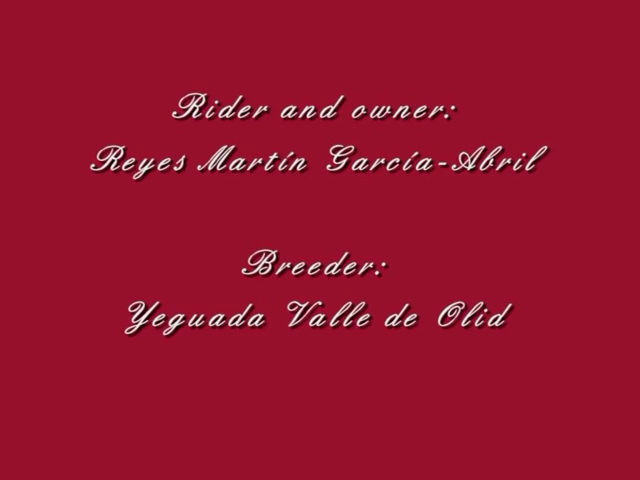 Rider and owner:
Reyes Martín García-Abril
Breeder:
Yeguada Valle de Olid